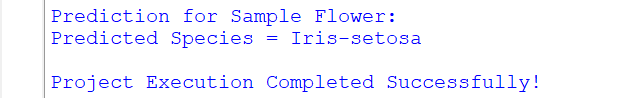 Prediction for Sample Flower:
Predicted Species = Iris-setosa
Project Execution Completed Successfully!